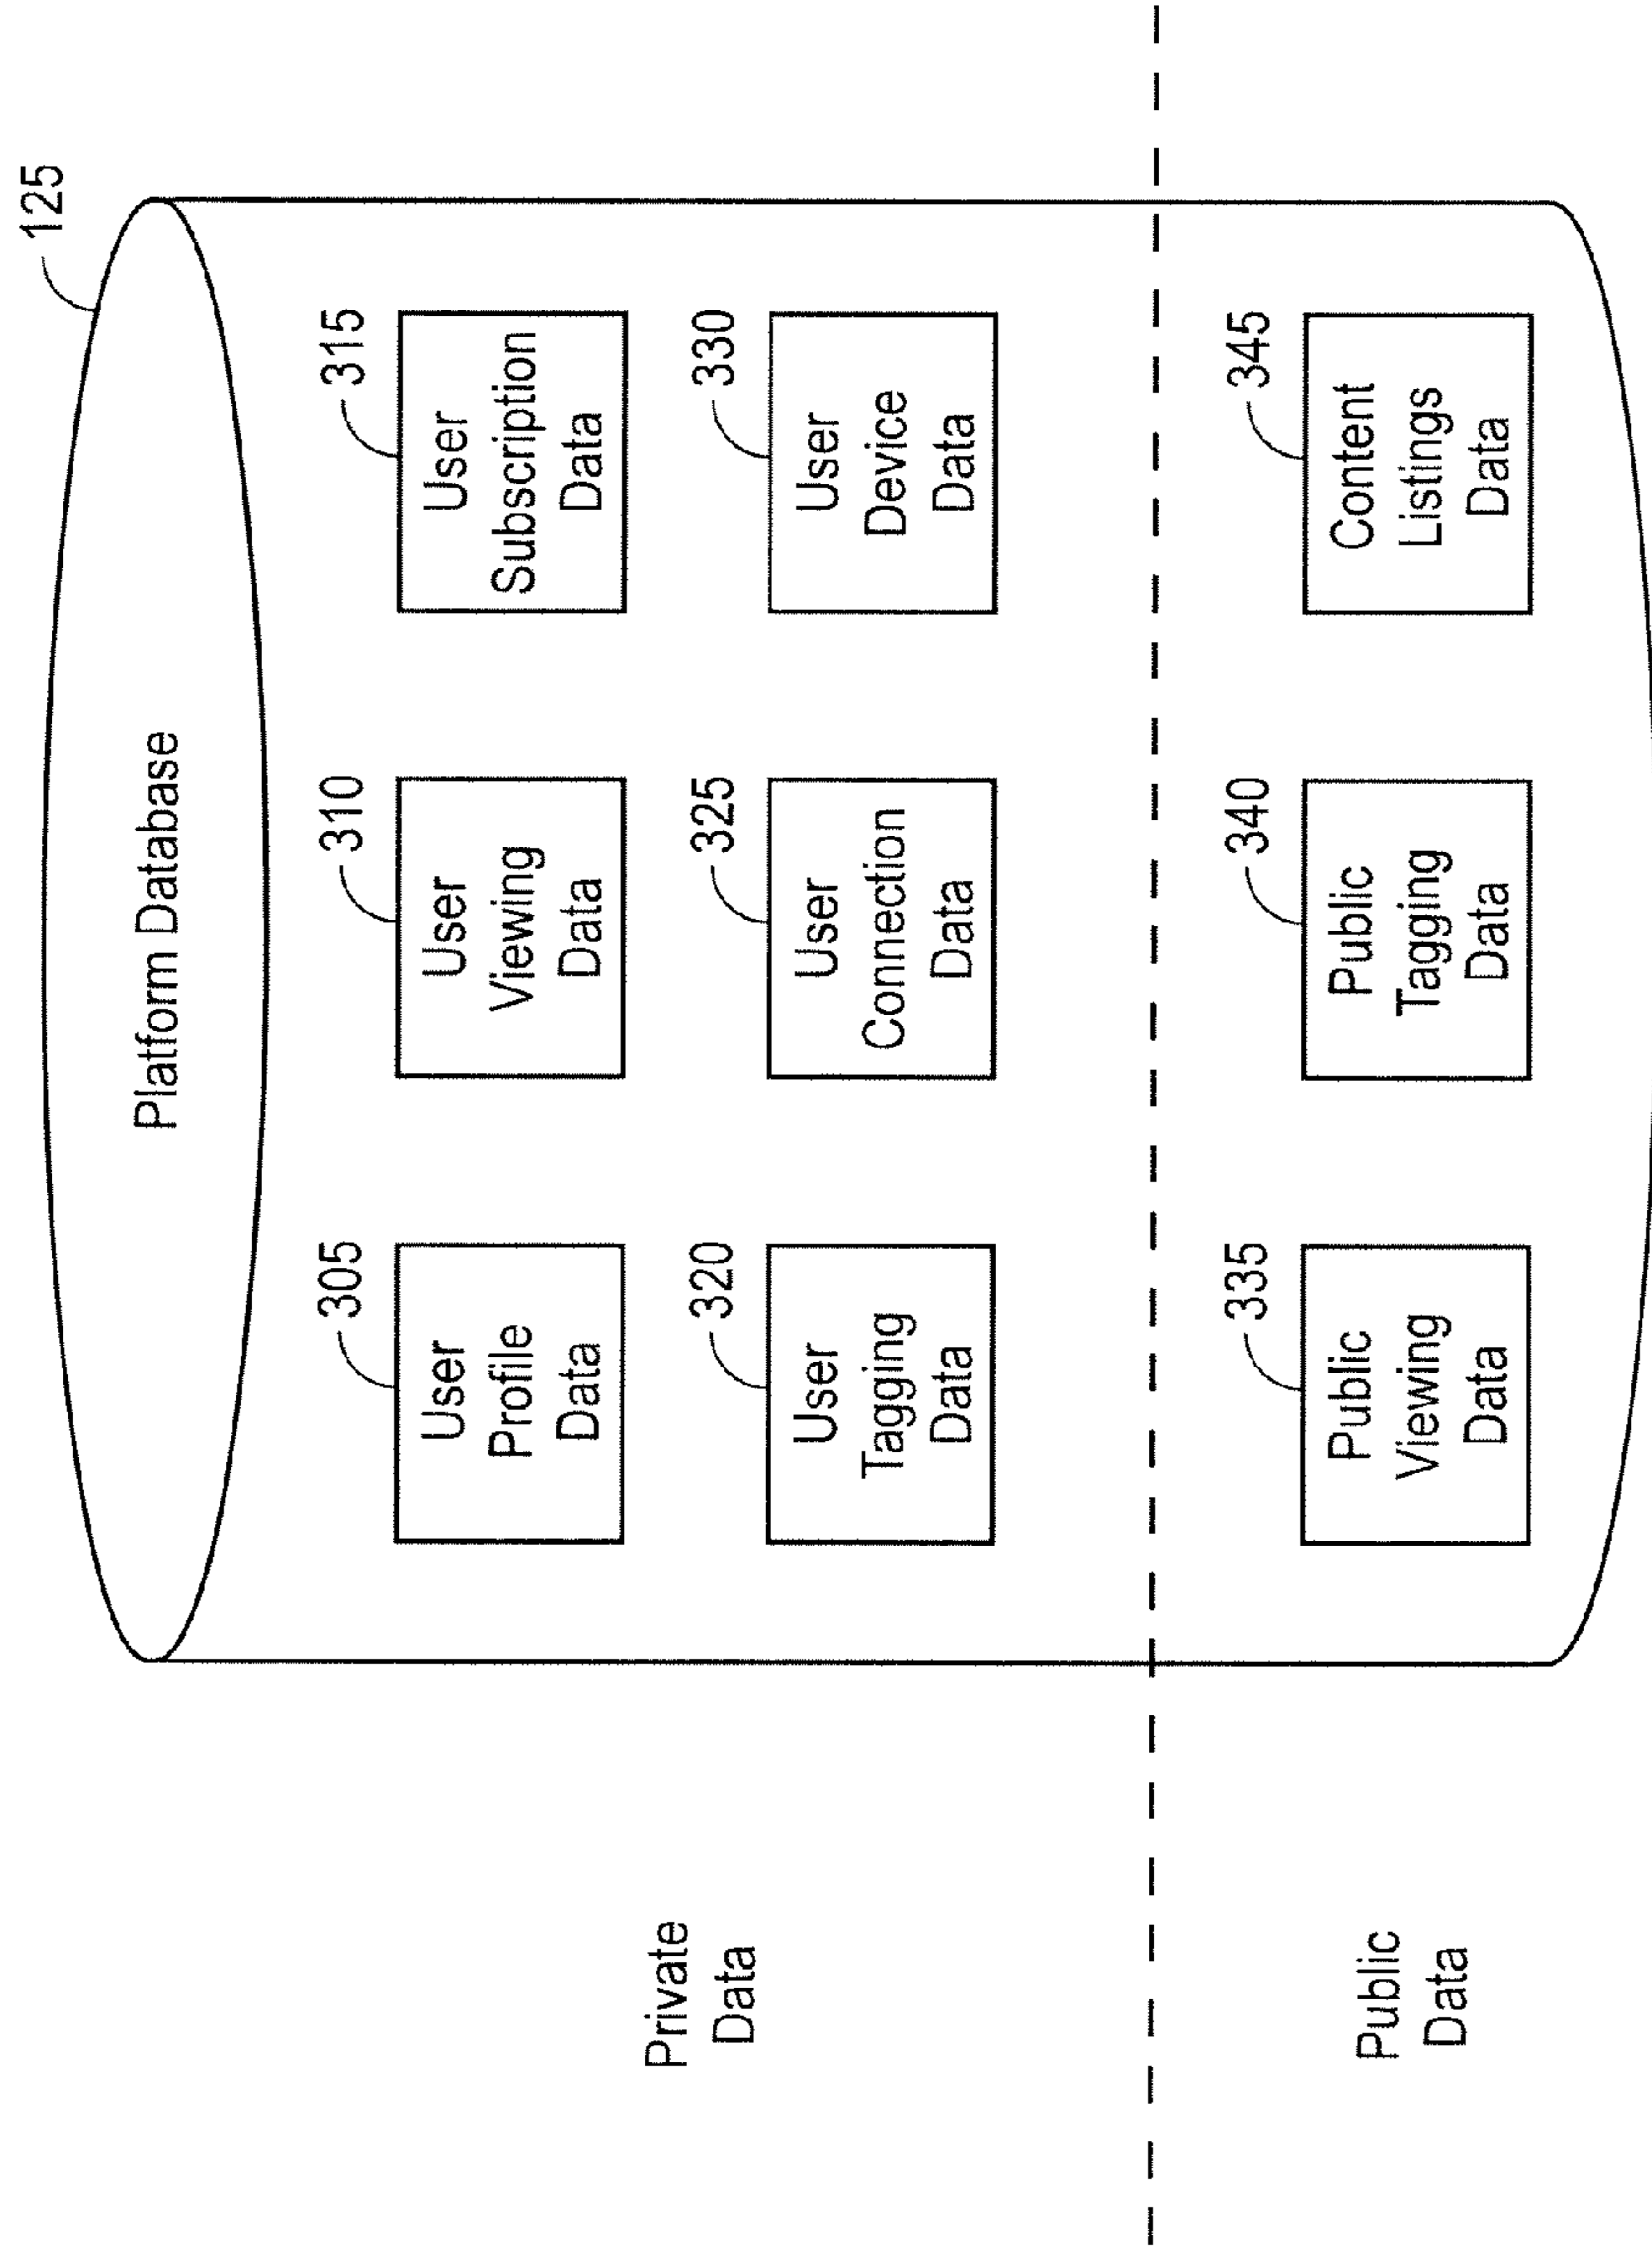 125
Platform Database
305
User
Profile
Data
310
User
Viewing
Data
315
User
Subscription
Data
Private
Data
320
User
Tagging
Data
325
User
Connection
Data
330
User
Device
Data
Public
Data
335
Public
Viewing
Data
340
Public
Tagging
Data
345
Content
Listings
Data